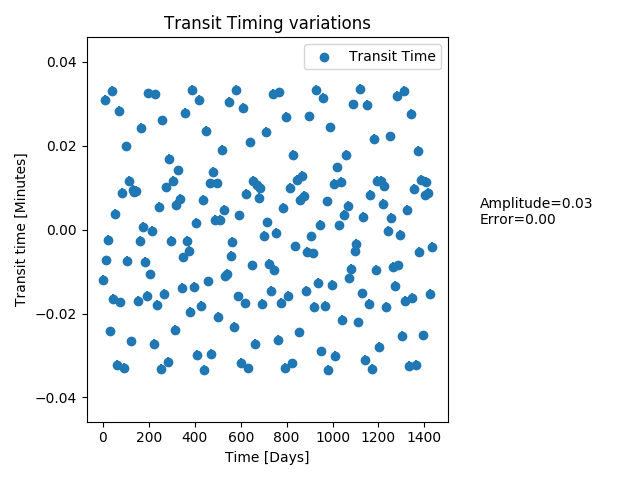 Transit Timing variations
Transit Time
0.04
0.02
0.00
−0.02
−0.04
Transit time [Minutes]
0 200 400 600 800 1000 1200 1400
Time [Days]
Amplitude=0.03
Error=0.00